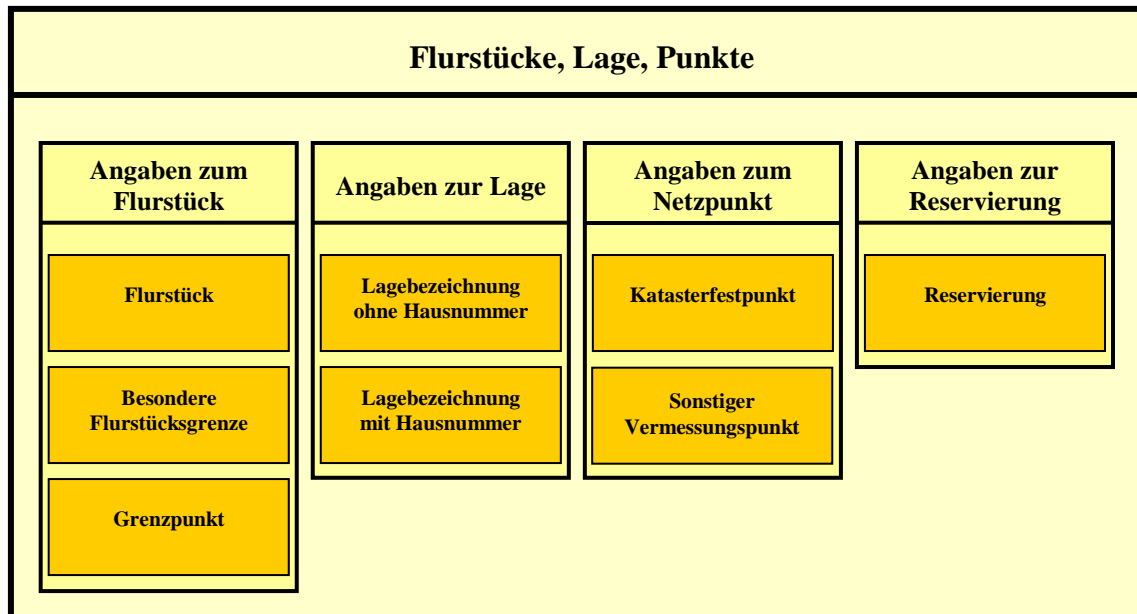 Flurstücke, Lage, Punkte
Angaben zum
Flurstück
Flurstück
Besondere
Flurstücksgrenze
Grenzpunkt
Angaben zur Lage
Lagebezeichnung
ohne Hausnummer
Lagebezeichnung
mit Hausnummer
Angaben zum
Netzpunkt
Katasterfestpunkt
Sonstiger
Vermessungspunkt
Angaben zur
Reservierung
Reservierung